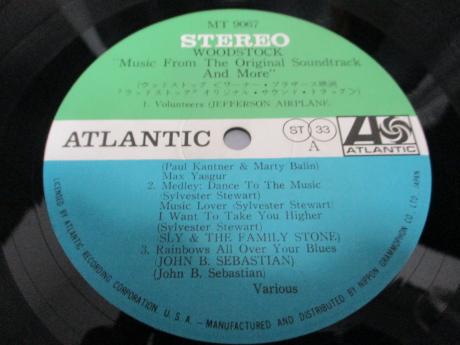 MT 9067
STEREO
WOODSTOCK
"Music From The Original Soundtrack
And More"
(ウッドストック ビワーナー・ブラザース映画
"ウッドストック" オリジナル・サウンド・トラック)
1. Volunteers (JEFFERSON AIRPLANE
ATLANTIC
ST 33
A
ATLANTIC
(Paul Kantner & Marty Balin)
Max Yasgur
2. Medley: Dance To The Music
(Sylvester Stewart)
Music Lover (Sylvester Stewart)
I Want To Take You Higher
(Sylvester Stewart)
SLY & THE FAMILY STONE)
3. Rainbows All Over Your Blues
(JOHN B. SEBASTIAN)
(John B. Sebastian)
Various
LICENSED BY ATLANTIC RECORDING CORPORATION, U.S.A. — MANUFACTURED AND DISTRIBUTED BY NIPPON GRAMMOPHON CO., LTD. JAPAN